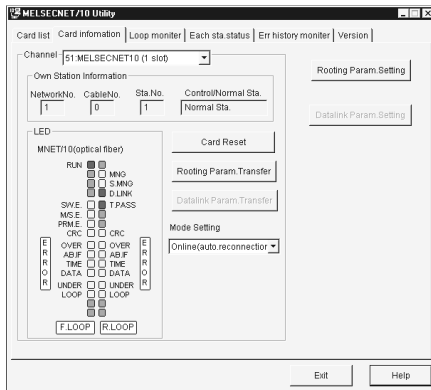 MELSECNET/10 Utility
Card list Card infomation Loop moniter Each sta.status Err history moniter Version
Channel 51:MELSECNET10 (1 slot)
Own Station Information
NetworkNo. CableNo. Sta.No. Control/Normal Sta.
1 0 1 Normal Sta.
Rooting Param.Setting
Datalink Param.Setting
LED
MNET/10(optical fiber)
RUN
MNG
S.MNG
D.LINK
SW.E. T.PASS
M/S.E.
PRM.E.
CRC CRC
ERROR
OVER OVER
AB.IF AB.IF
TIME TIME
DATA DATA
UNDER UNDER
LOOP LOOP
ERROR
F.LOOP R.LOOP
Card Reset
Rooting Param.Transfer
Datalink Param.Transfer
Mode Setting
Online(auto.reconnection
Exit Help